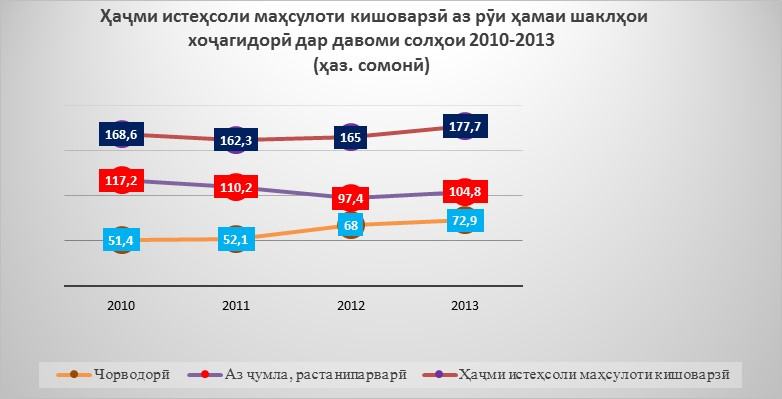 Ҳаҷми истеҳсоли маҳсулоти кишоварзӣ аз рӯи ҳамаи шаклҳои
хоҷагидорӣ дар давоми солҳои 2010-2013
(ҳаз. сомонӣ)
168,6 162,3 165 177,7
117,2 110,2 97,4 104,8
51,4 52,1 68 72,9
2010 2011 2012 2013
Чорводорӣ Аз ҷумла, растанипарварӣ Ҳаҷми истеҳсоли маҳсулоти кишоварзӣ